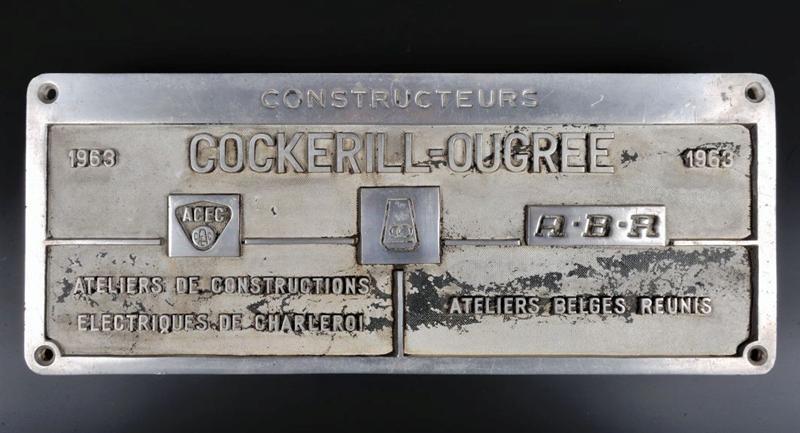 CONSTRUCTEURS
1963 COCKERILL-OUGREE 1963
ACEC
A·B·R
ATELIERS DE CONSTRUCTIONS
ELECTRIQUES DE CHARLEROI
ATELIERS BELGES REUNIS